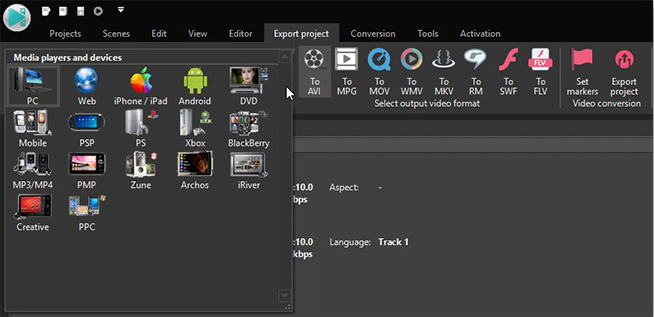 Projects Scenes Edit View Editor Export project Conversion Tools Activation
Media players and devices
PC Web iPhone / iPad Android DVD
Mobile PSP PS Xbox BlackBerry
MP3/MP4 PMP Zune Archos iRiver
Creative PPC
To AVI
To MPG
To MOV
To WMV
To MKV
To RM
To SWF
FLV
To FLV
Set markers
Export project
Select output video format
Video conversion
:10.0 Aspect: -
bps
:10.0 Language: Track 1
kbps